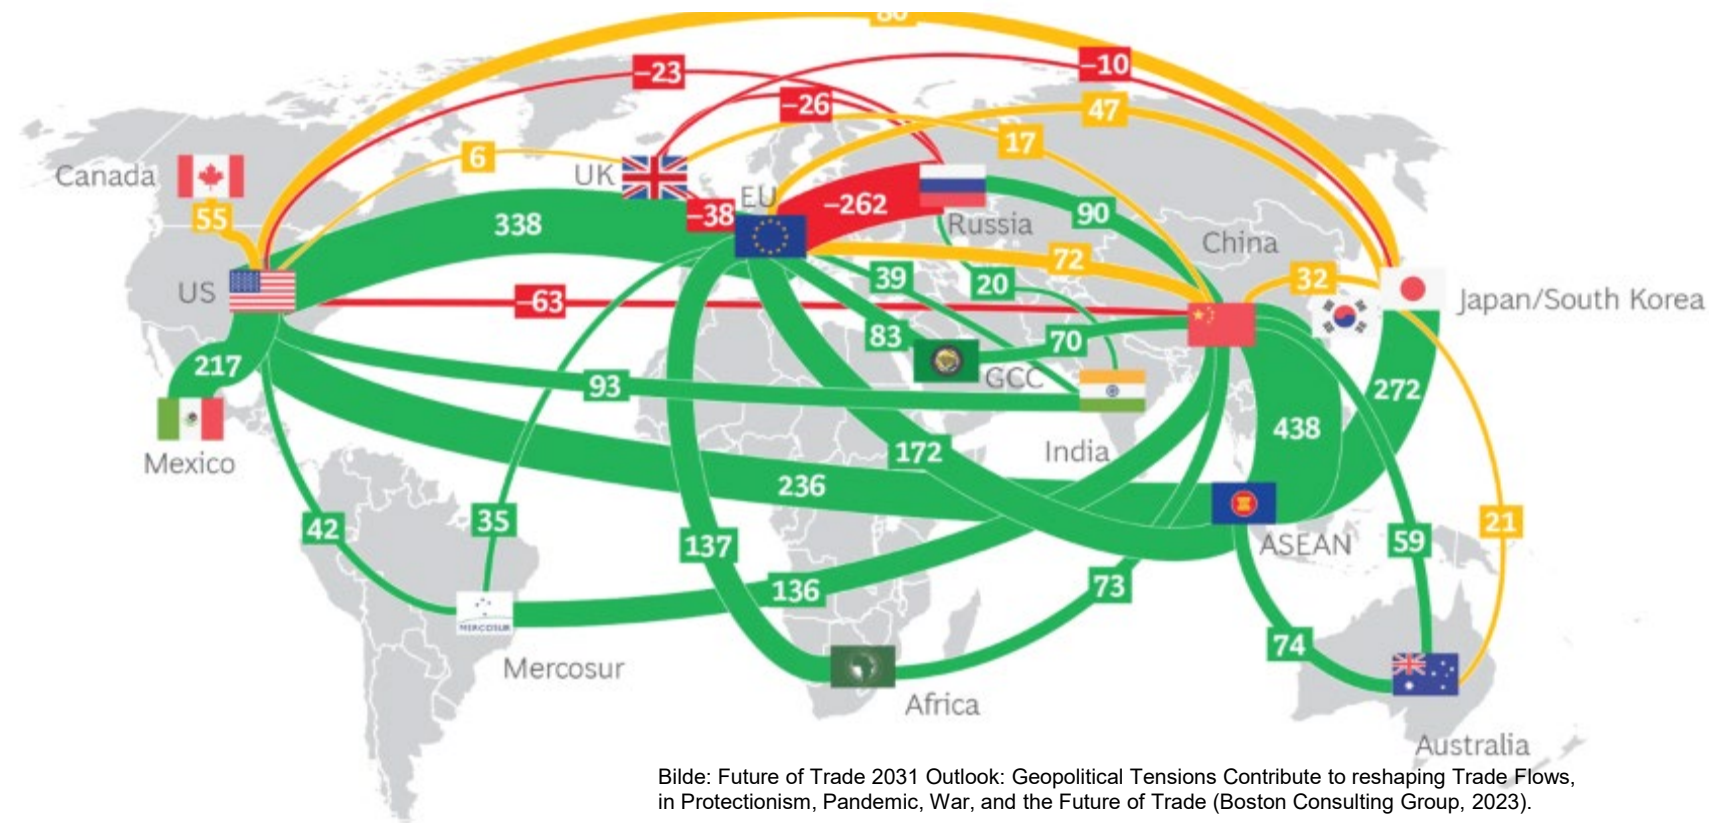 80
–23
–10
–26
47
17
6
Canada
UK
EU
55
–38
–262
338
Russia
90
China
72
32
US
39
20
–63
Japan/South Korea
83
70
217
GCC
93
272
438
172
India
Mexico
236
42
35
137
21
59
ASEAN
136
73
MERCOSUR
74
Mercosur
Africa
Australia
Bilde: Future of Trade 2031 Outlook: Geopolitical Tensions Contribute to reshaping Trade Flows,
in Protectionism, Pandemic, War, and the Future of Trade (Boston Consulting Group, 2023).